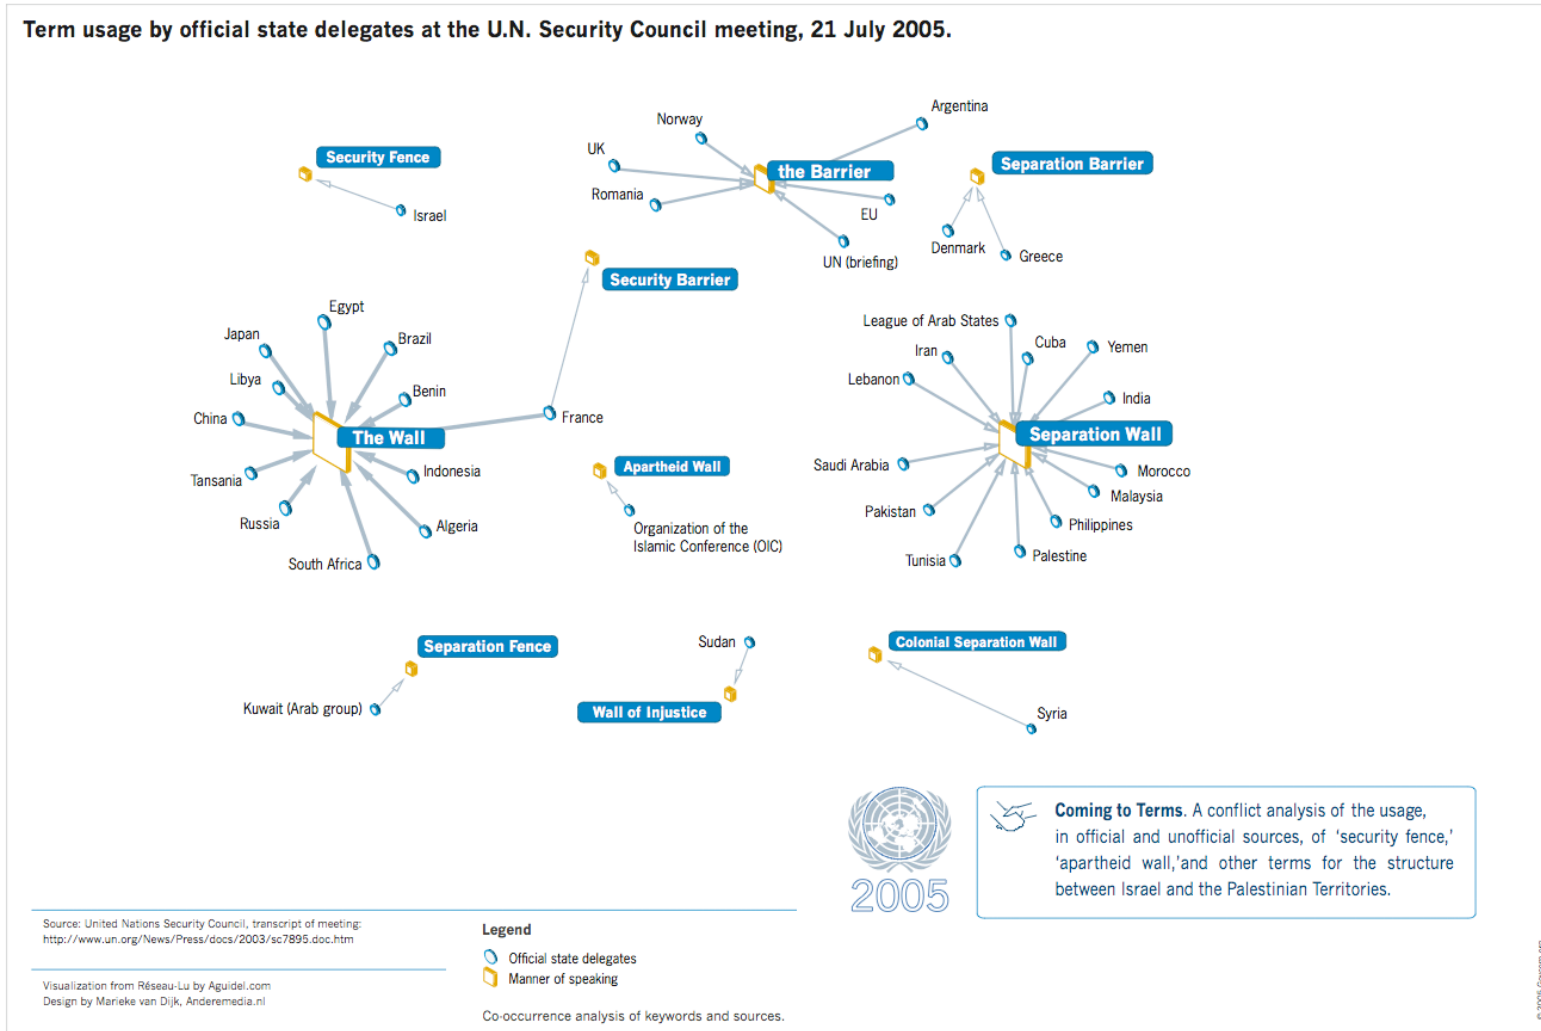 Term usage by official state delegates at the U.N. Security Council meeting, 21 July 2005.
Security Fence
Israel
Norway
UK
Romania
Argentina
the Barrier
EU
UN (briefing)
Separation Barrier
Denmark
Greece
Security Barrier
Egypt
Japan
Brazil
Libya
Benin
China
The Wall
France
Tansania
Indonesia
Russia
Algeria
South Africa
Apartheid Wall
Organization of the
Islamic Conference (OIC)
League of Arab States
Cuba
Yemen
Iran
Lebanon
India
Separation Wall
Saudi Arabia
Morocco
Malaysia
Pakistan
Philippines
Tunisia
Palestine
Separation Fence
Kuwait (Arab group)
Sudan
Wall of Injustice
Colonial Separation Wall
Syria
2005
Coming to Terms. A conflict analysis of the usage,
in official and unofficial sources, of ‘security fence,’
‘apartheid wall,’and other terms for the structure
between Israel and the Palestinian Territories.
Source: United Nations Security Council, transcript of meeting:
http://www.un.org/News/Press/docs/2003/sc7895.doc.htm
Visualization from Réseau-Lu by Aguidel.com
Design by Marieke van Dijk, Anderemedia.nl
Legend
Official state delegates
Manner of speaking
Co-occurrence analysis of keywords and sources.